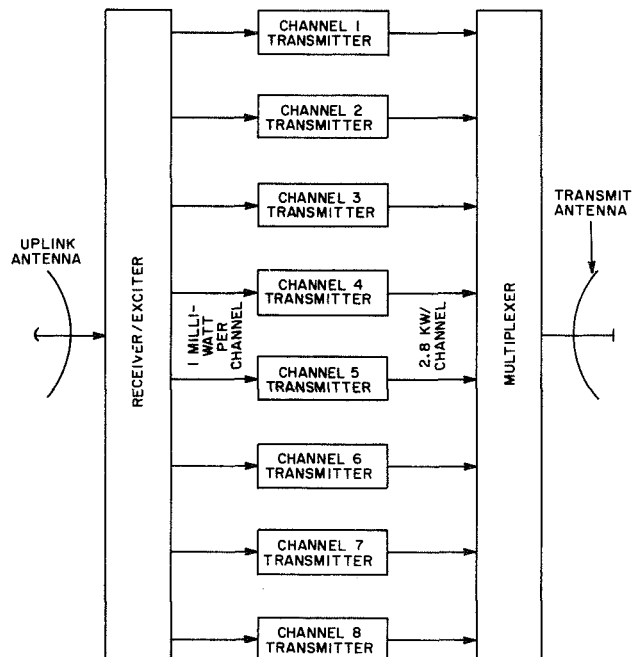 CHANNEL 1
TRANSMITTER
CHANNEL 2
TRANSMITTER
CHANNEL 3
TRANSMITTER
TRANSMIT
ANTENNA
UPLINK
ANTENNA
CHANNEL 4
TRANSMITTER
RECEIVER/EXCITER
1 MILLI-
WATT
PER
CHANNEL
2.8 KW/
CHANNEL
MULTIPLEXER
CHANNEL 5
TRANSMITTER
CHANNEL 6
TRANSMITTER
CHANNEL 7
TRANSMITTER
CHANNEL 8
TRANSMITTER